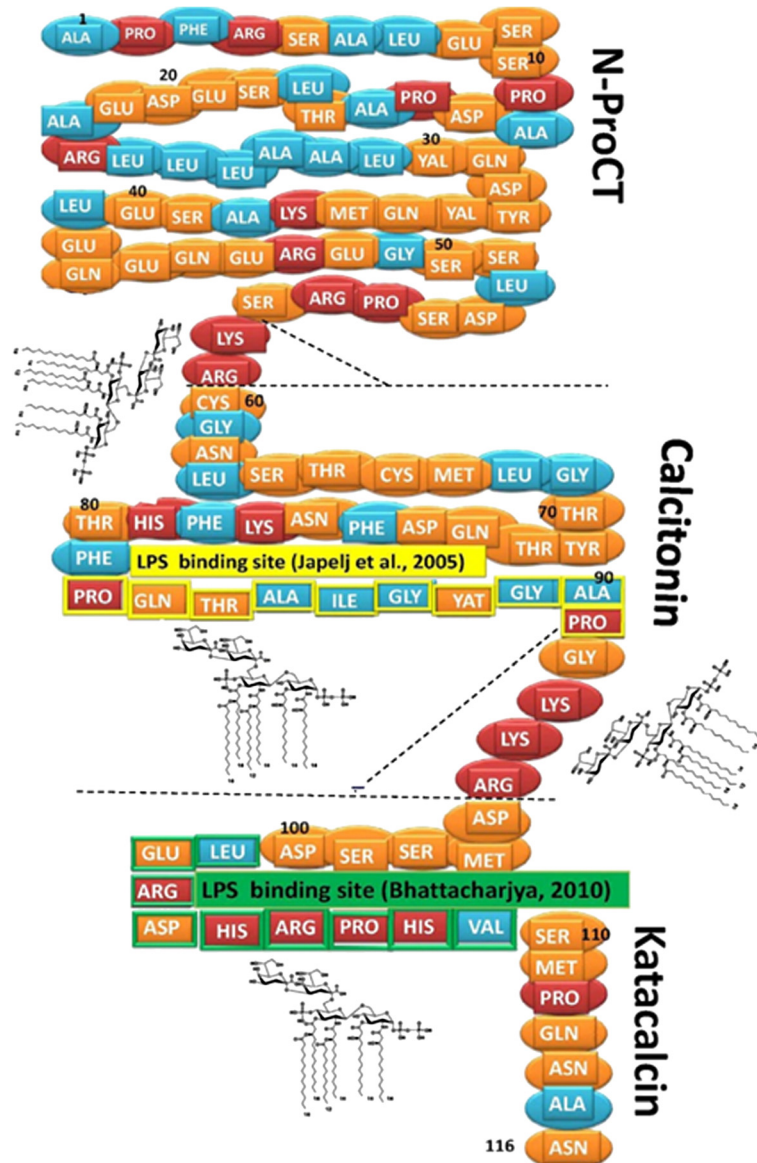 1
ALA PRO PHE ARG SER ALA LEU GLU SER
SER 10
20
ALA GLU ASP GLU SER LEU THR ALA PRO ASP PRO
ALA
30
ARG LEU LEU LEU ALA ALA LEU YAL GLN
ASP
40
LEU GLU SER ALA LYS MET GLN YAL TYR
GLU
50
GLN GLU GLN GLU ARG GLU GLY SER SER
LEU
SER ARG PRO SER ASP
LYS
ARG
CYS 60
GLY
ASN
LEU SER THR CYS MET LEU GLY
80
70
THR HIS PHE LYS ASN PHE ASP GLN THR TYR THR
PHE LPS binding site (Japelj et al., 2005)
90
PRO GLN THR ALA ILE GLY YAT GLY ALA
PRO
GLY
LYS
LYS
ARG
ASP
100
GLU LEU ASP SER SER MET
ARG LPS binding site (Bhattacharjya, 2010)
ASP HIS ARG PRO HIS VAL SER 110
MET
PRO
GLN
ASN
ALA
116 ASN
N-ProCT
Calcitonin
Katacalcin